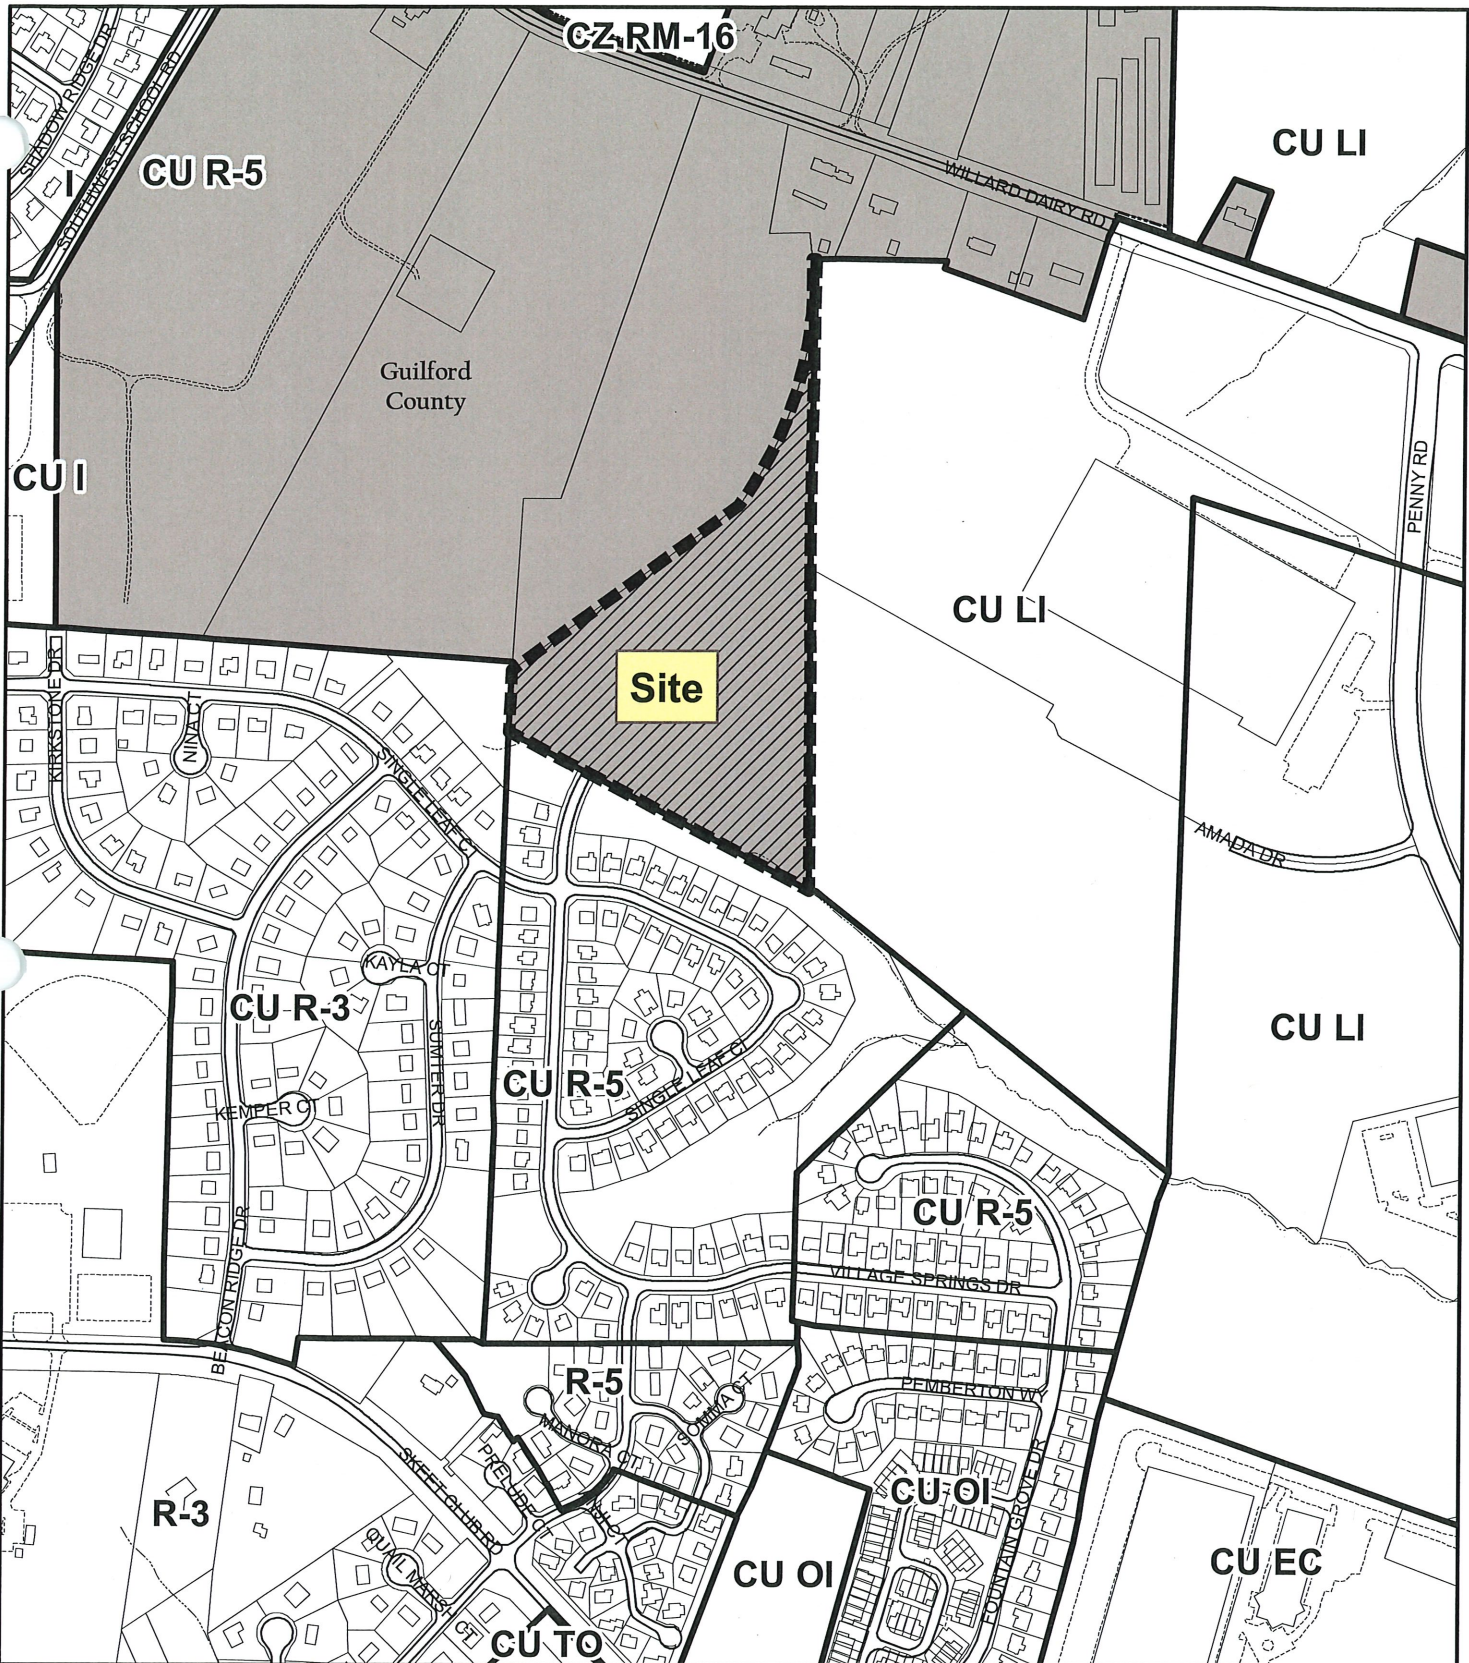 CZ RM-16
SHADOW RIDGE DR
SOUTHWEST SCHOOL RD
I
CU R-5
CU LI
WILLARD DAIRY RD
Guilford
County
CU I
PENNY RD
CU LI
Site
KIRKSTONE DR
NINA CT
SINGLE LEAF C
AMADA DR
KAYLA CT
CU R-3
SUMTER DR
CU R-5
SINGLE LEAF CI
CU LI
KEMPER CT
CU R-5
BEACON RIDGE DR
VILLAGE SPRINGS DR
R-5
SOMMA CT
PEMBERTON WY
MANORA CT
SKEET CLUB RD
PRELUDE CT
R-3
CU OI
FOUNTAIN GROVE DR
QUAIL MARSH CT
CU OI
CU EC
CU TO